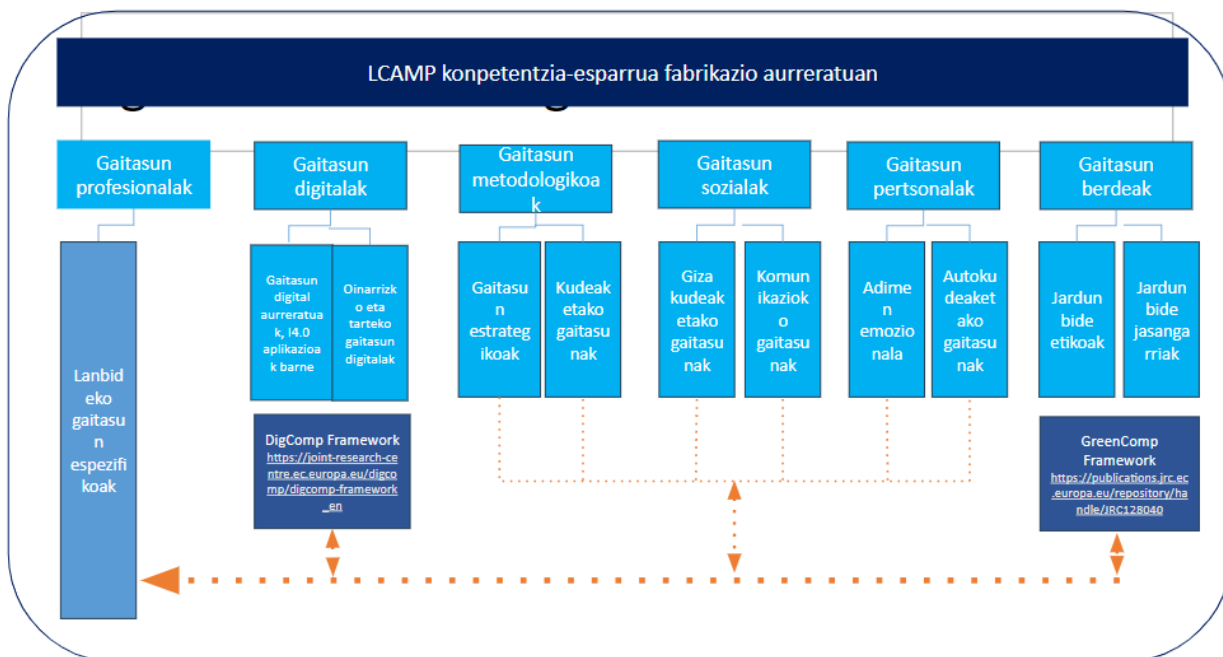 LCAMP konpetentzia-esparrua fabrikazio aurreratuan
Gaitasun
profesionalak
Gaitasun
digitalak
Gaitasun
metodologikoa
k
Gaitasun
sozialak
Gaitasun
pertsonalak
Gaitasun
berdeak
Lanbid
eko
gaitasu
n
espezifi
koak
Gaitasun
digital
aurreratua
k, I4.0
aplikazioa
k barne
Oinarrizk
o eta
tarteko
gaitasun
digitalak
Gaitasu
n
estrateg
ikoak
Kudeak
etako
gaitasu
nak
Giza
kudeak
etako
gaitasu
nak
Komun
ikaziok
o
gaitasu
nak
Adime
n
emozio
nala
Autoku
deaket
ako
gaitasu
nak
Jardun
bide
etikoak
Jardun
bide
jasanga
rriak
DigComp Framework
https://joint-research-ce
ntre.ec.europa.eu/digco
mp/digcomp-framework
_en
GreenComp
Framework
https://publications.jrc.ec
.europa.eu/repository/ha
ndle/JRC128040